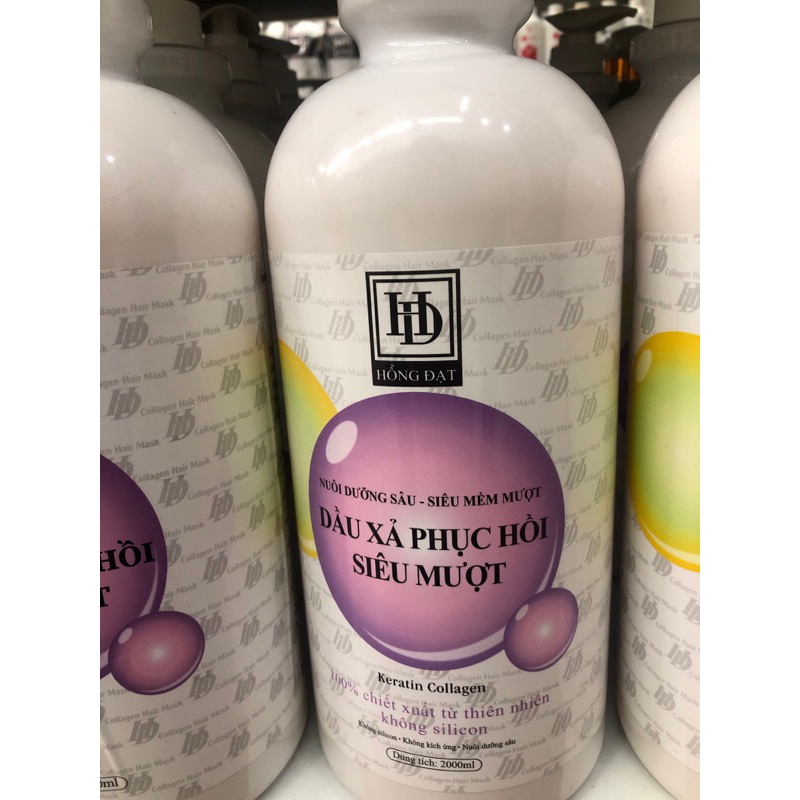 HD
HỒNG ĐẠT
NUÔI DƯỠNG SÂU - SIÊU MỀM MƯỢT
DẦU XẢ PHỤC HỒI
SIÊU MƯỢT
Keratin Collagen
100% chiết xuất từ thiên nhiên
không silicon
Không silicon • Không kích ứng • Nuôi dưỡng sâu
Dung tích: 2000ml
Collagen Hair Mask
HỒI